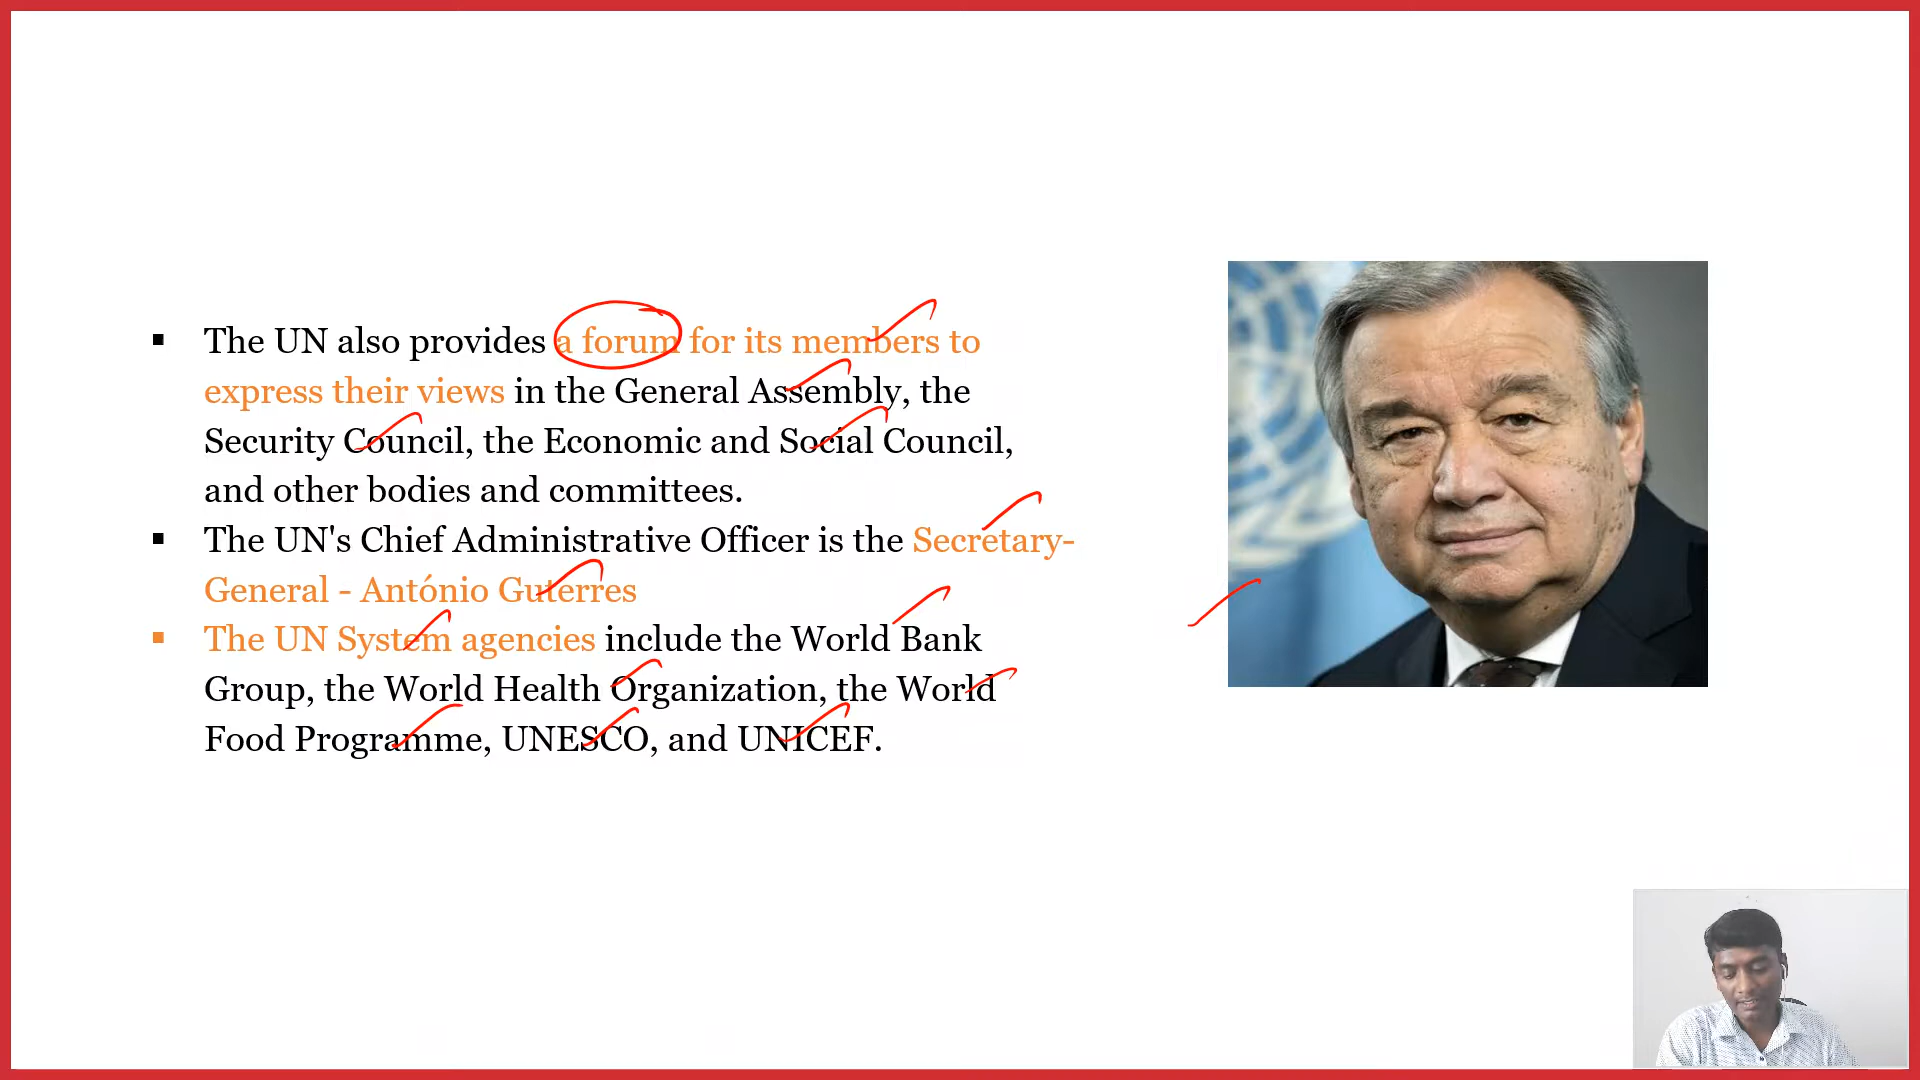 ▪ The UN also provides a forum for its members to
express their views in the General Assembly, the
Security Council, the Economic and Social Council,
and other bodies and committees.
▪ The UN's Chief Administrative Officer is the Secretary-
General - António Guterres
▪ The UN System agencies include the World Bank
Group, the World Health Organization, the World
Food Programme, UNESCO, and UNICEF.